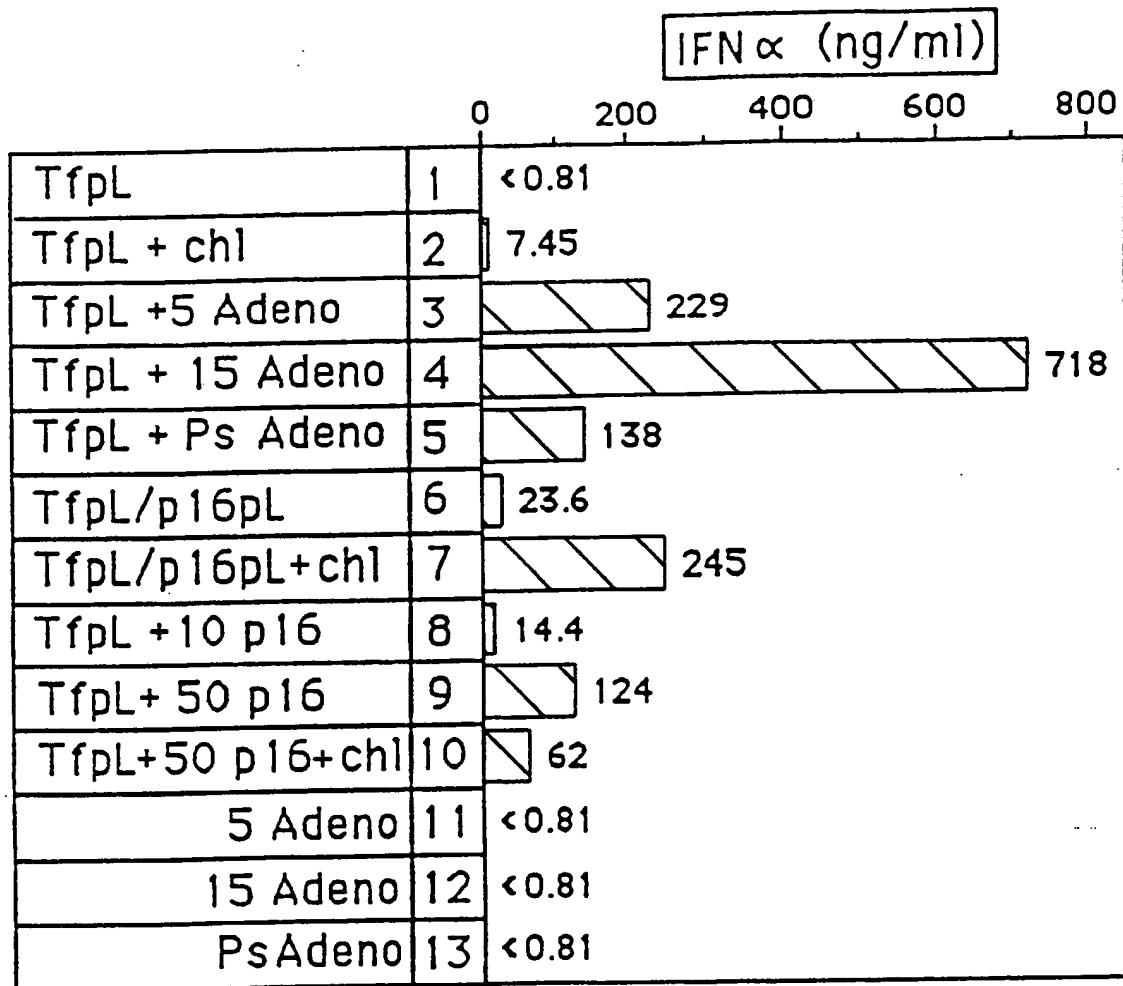 IFN ∝ (ng/ml)
0 200 400 600 800
TfpL 1 <0.81
TfpL + chl 2 7.45
TfpL +5 Adeno 3 229
TfpL + 15 Adeno 4 718
TfpL + Ps Adeno 5 138
TfpL/p16pL 6 23.6
TfpL/p16pL+chl 7 245
TfpL +10 p16 8 14.4
TfpL+ 50 p16 9 124
TfpL+50 p16+chl 10 62
5 Adeno 11 <0.81
15 Adeno 12 <0.81
Ps Adeno 13 <0.81